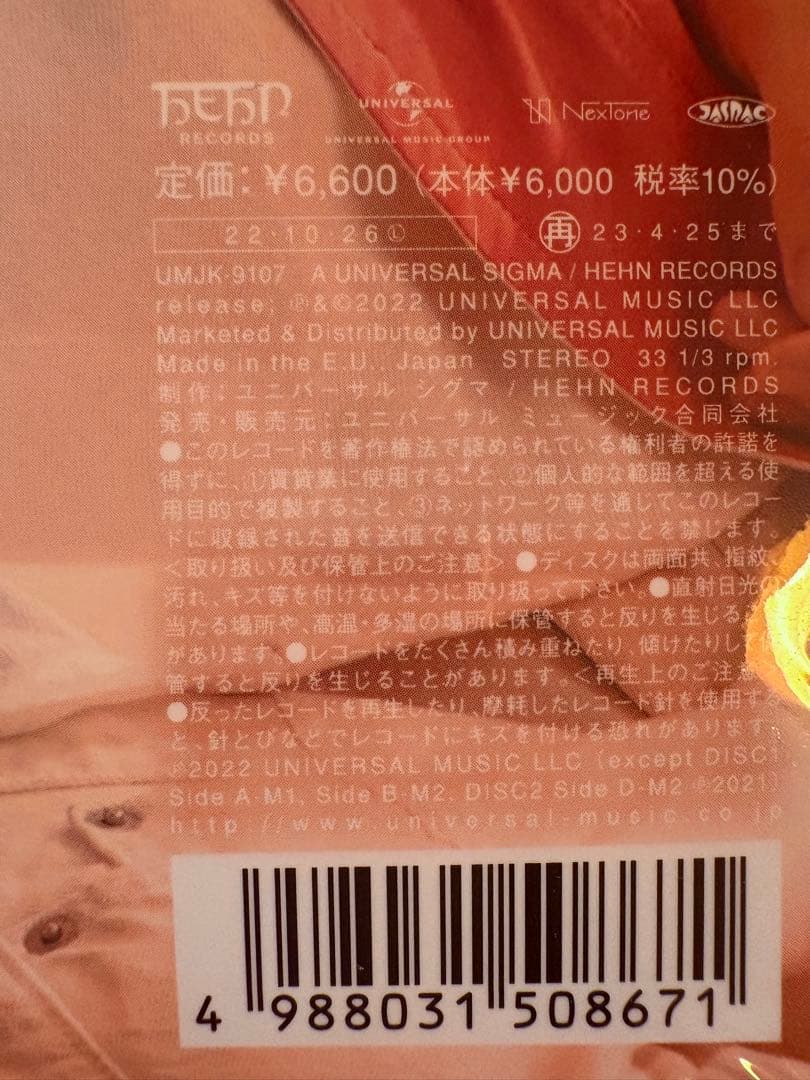 HEHN RECORDS
UNIVERSAL
UNIVERSAL MUSIC GROUP
NexTone
JASRAC
定価：￥6,600（本体￥6,000 税率10%）
22・10・26Ⓛ
再 23・4・25まで
UMJK-9107 A UNIVERSAL SIGMA / HEHN RECORDS
release: ℗&©2022 UNIVERSAL MUSIC LLC
Marketed & Distributed by UNIVERSAL MUSIC LLC
Made in the E.U., Japan STEREO 33 1/3 rpm.
制作：ユニバーサル シグマ / HEHN RECORDS
発売・販売元：ユニバーサル ミュージック合同会社
●このレコードを著作権法で認められている権利者の許諾を
得ずに、①賃貸業に使用すること、②個人的な範囲を超える使
用目的で複製すること、③ネットワーク等を通じてこのレコー
ドに収録された音を送信できる状態にすることを禁じます。
＜取り扱い及び保管上のご注意＞ ●ディスクは両面共、指紋、
汚れ、キズ等を付けないように取り扱って下さい。●直射日光の
当たる場所や、高温・多湿の場所に保管すると反りを生じる
があります。●レコードをたくさん積み重ねたり、傾けたりして
管すると反りを生じることがあります。＜再生上のご注意
●反ったレコードを再生したり、摩耗したレコード針を使用する
と、針とびなどでレコードにキズを付ける恐れがあります。
℗2022 UNIVERSAL MUSIC LLC (except DISC1
Side A-M1, Side B-M2, DISC2 Side D-M2 ℗2021)
http://www.universal-music.co.jp
4 988031 508671